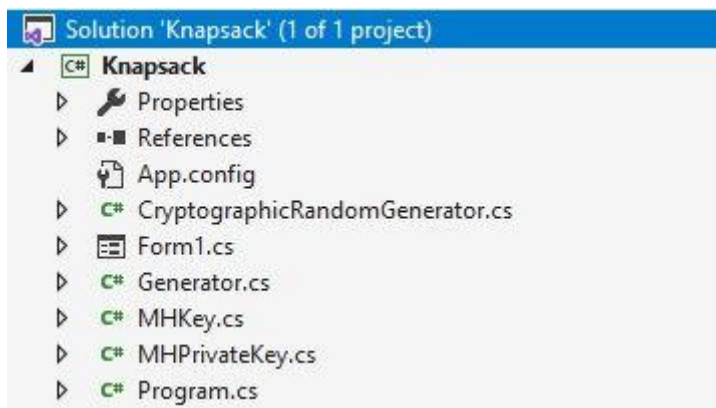 Solution 'Knapsack' (1 of 1 project)
C# Knapsack
Properties
References
App.config
C# CryptographicRandomGenerator.cs
Form1.cs
C# Generator.cs
C# MHKey.cs
C# MHPrivateKey.cs
C# Program.cs